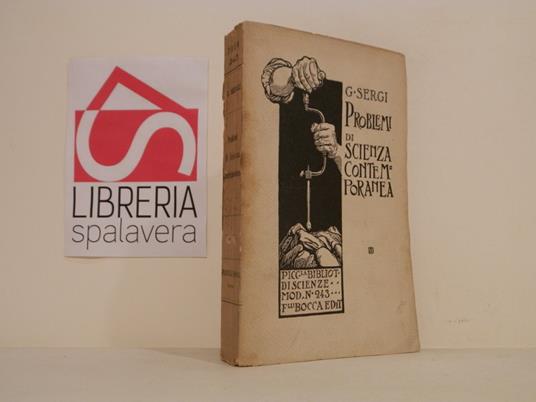 LIBRERIA
spalavera
G·SERGI
PROBLEMI
DI
SCIENZA
CONTEM=
PORANEA
PICC·LA BIBLIOT·
DI SCIENZE··
MOD. N·243···
F·LLI BOCCA EDIT